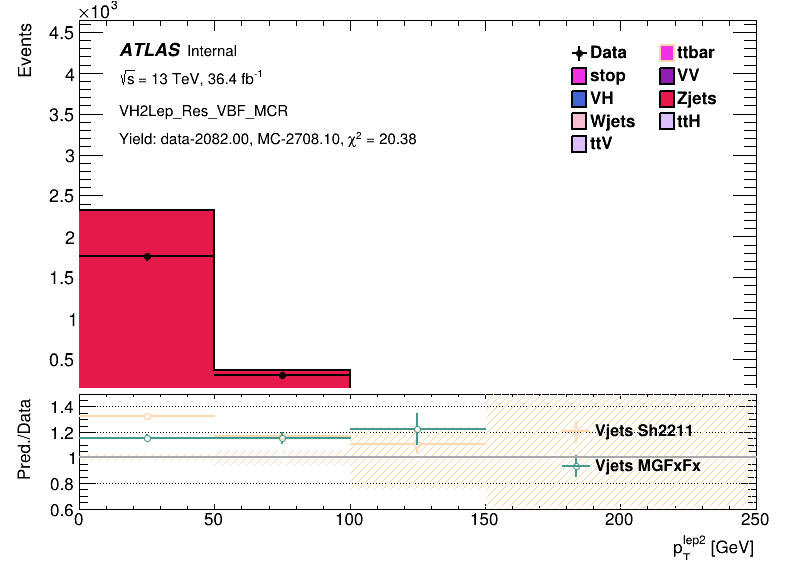 ×10³
Events
4.5
4
3.5
3
2.5
2
1.5
1
0.5
ATLAS Internal
√s = 13 TeV, 36.4 fb⁻¹
VH2Lep_Res_VBF_MCR
Yield: data-2082.00, MC-2708.10, χ² = 20.38
Data ttbar
stop VV
VH Zjets
Wjets ttH
ttV
Pred./Data
1.4
1.2
1
0.8
0.6
Vjets Sh2211
Vjets MGFxFx
0 50 100 150 200 250
p_T^lep2 [GeV]